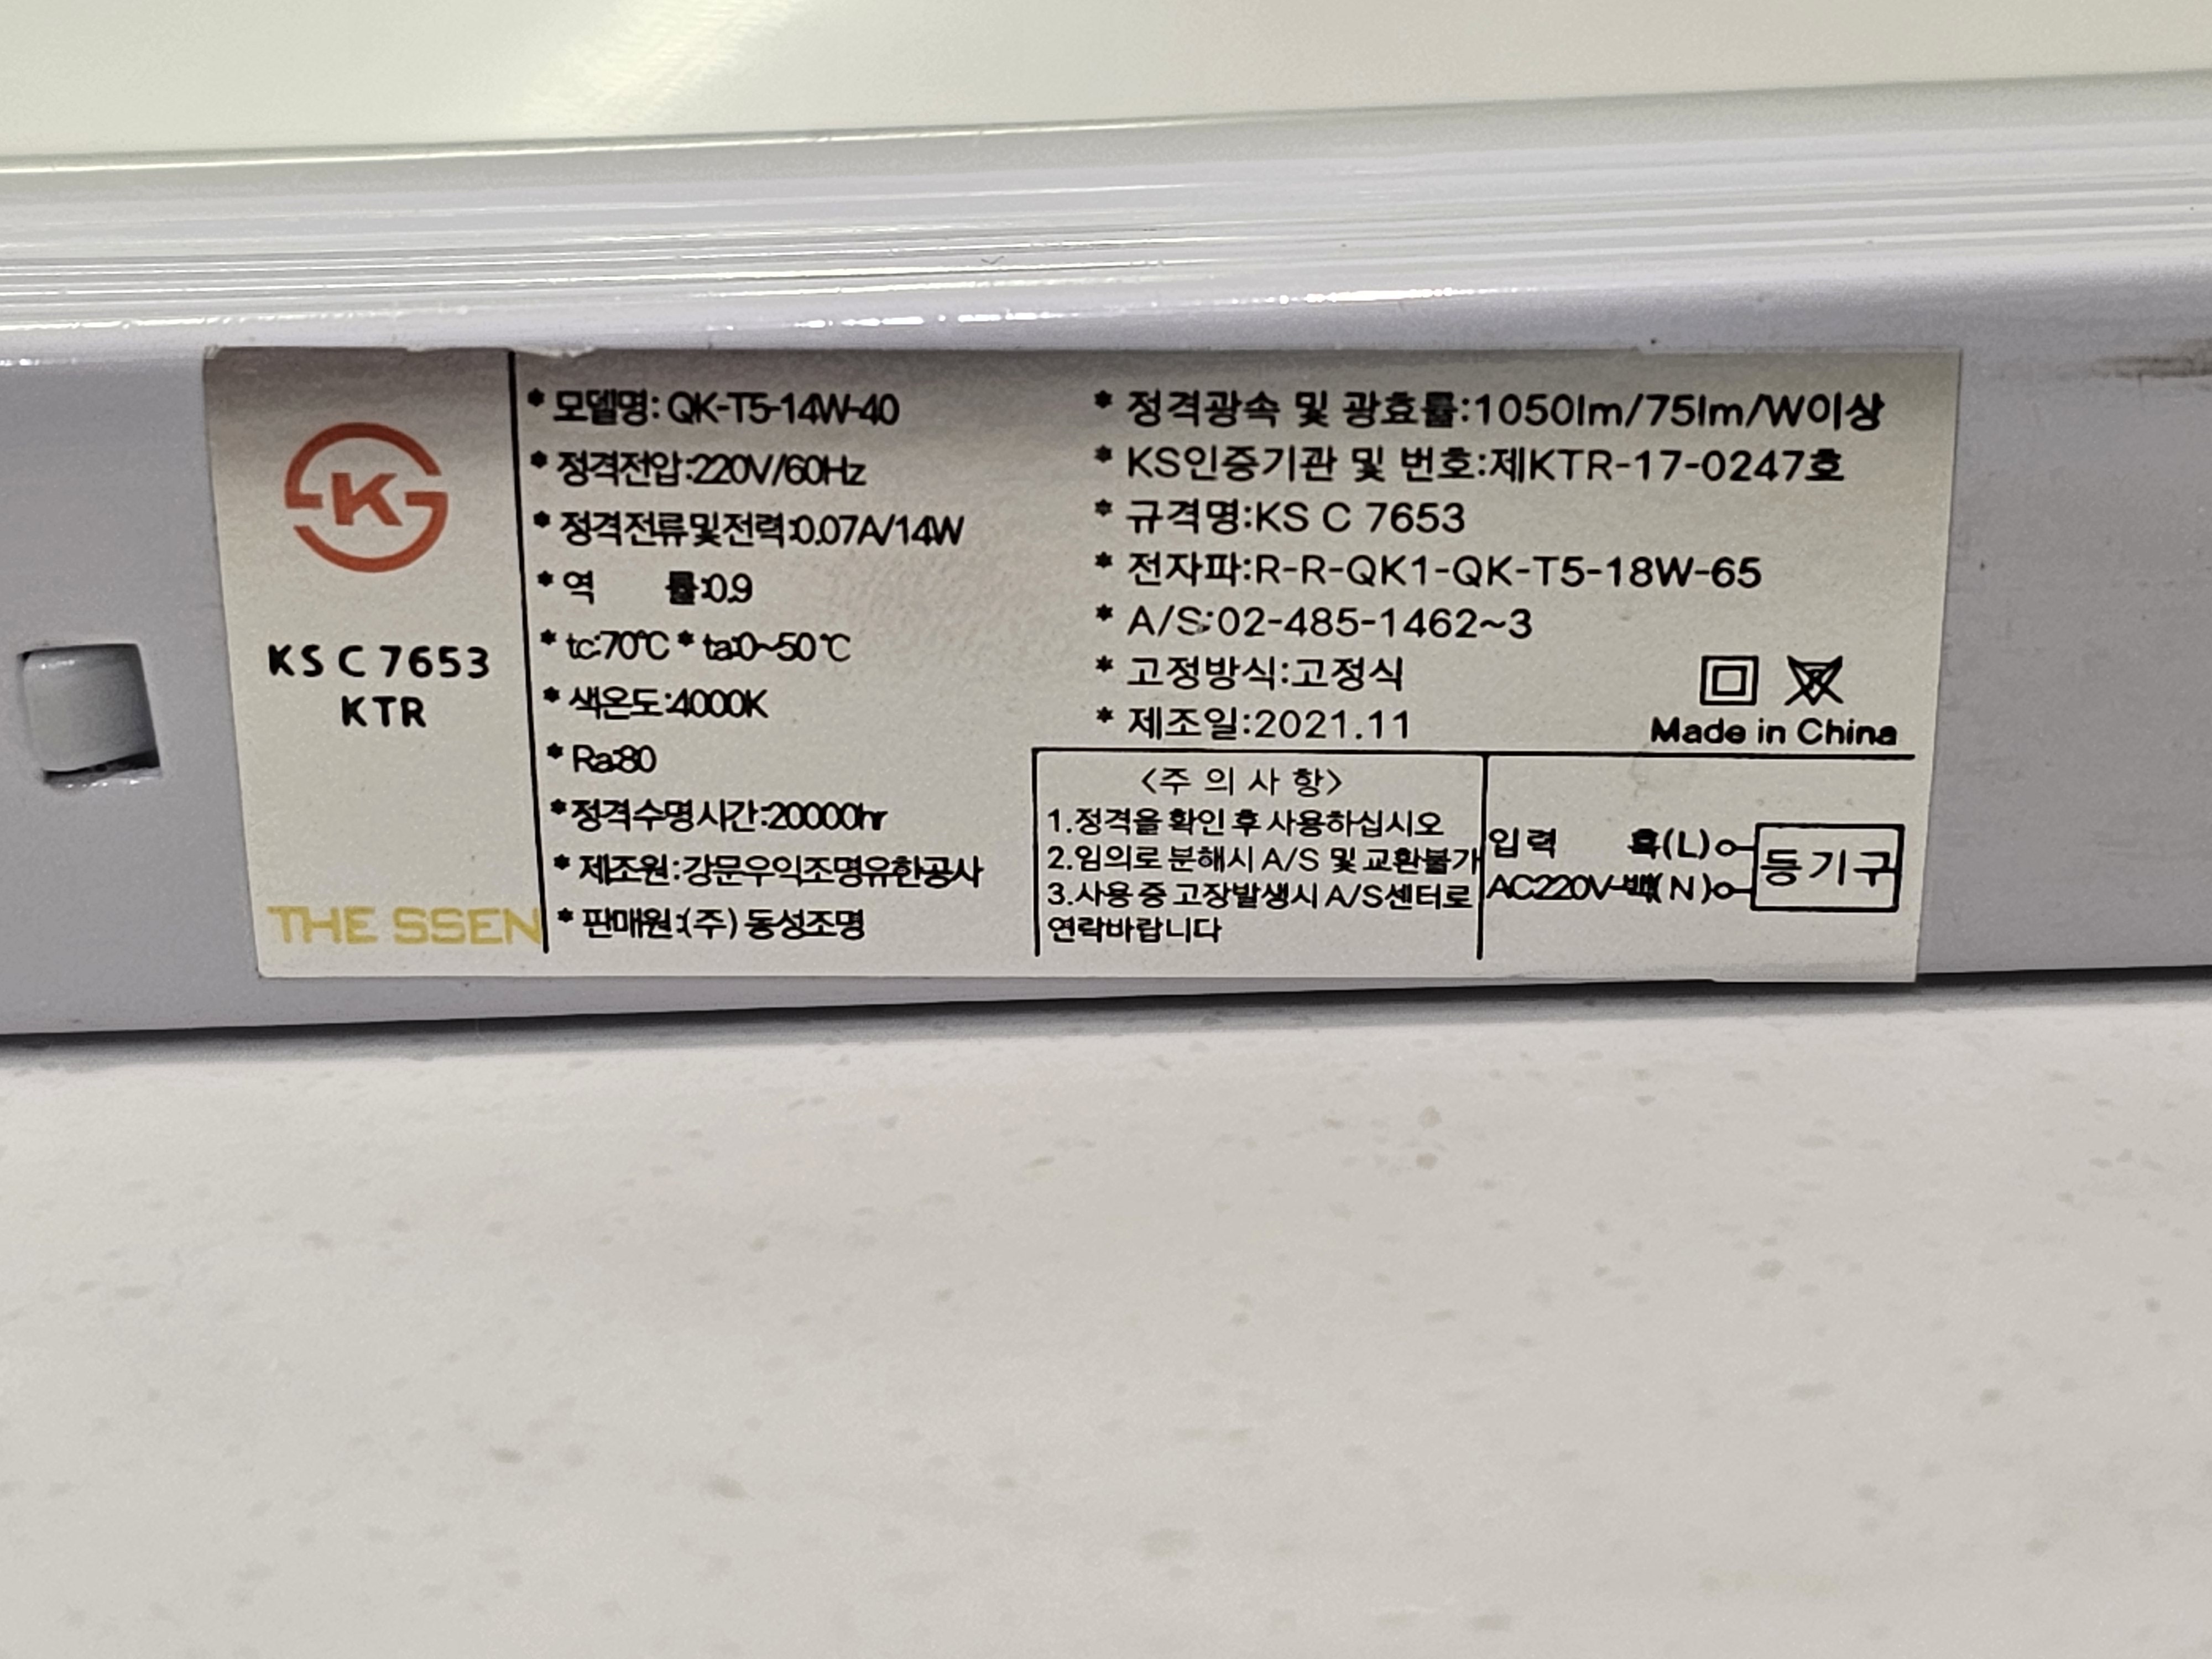 K
KS C 7653
KTR
THE SSEN
* 모델명: QK-T5-14W-40
* 정격전압:220V/60Hz
* 정격전류및전력:0.07A/14W
* 역 률:0.9
* tc:70℃ * ta:0~50℃
* 색온도:4000K
* Ra:80
* 정격수명시간:20000hr
* 제조원:강문우익조명유한공사
* 판매원:(주) 동성조명
* 정격광속 및 광효률:1050lm/75lm/W이상
* KS인증기관 및 번호:제KTR-17-0247호
* 규격명:KS C 7653
* 전자파:R-R-QK1-QK-T5-18W-65
* A/S:02-485-1462~3
* 고정방식:고정식
* 제조일:2021.11
Made in China
<주 의 사 항>
1.정격을 확인 후 사용하십시오
2.임의로 분해시 A/S 및 교환불가
3.사용 중 고장발생시 A/S센터로
연락바랍니다
입력 흑(L)
AC220V-백(N)
등기구